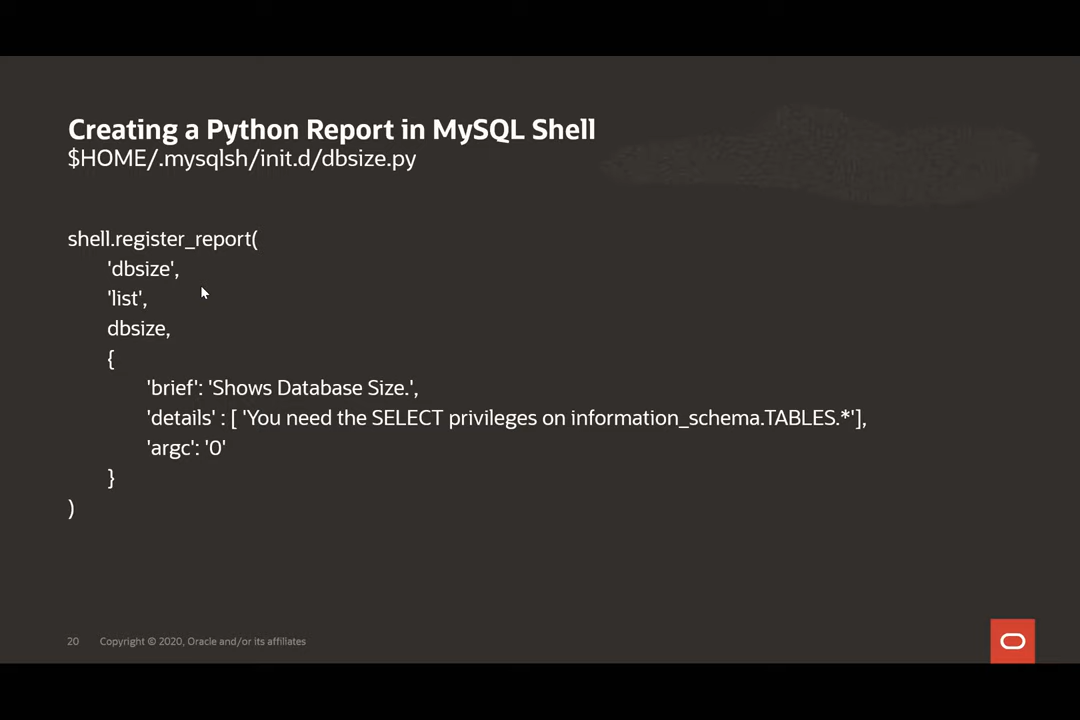 Creating a Python Report in MySQL Shell
$HOME/.mysqlsh/init.d/dbsize.py
shell.register_report(
'dbsize',
'list',
dbsize,
{
'brief': 'Shows Database Size.',
'details' : [ 'You need the SELECT privileges on information_schema.TABLES.*'],
'argc': '0'
}
)
20 Copyright © 2020, Oracle and/or its affiliates